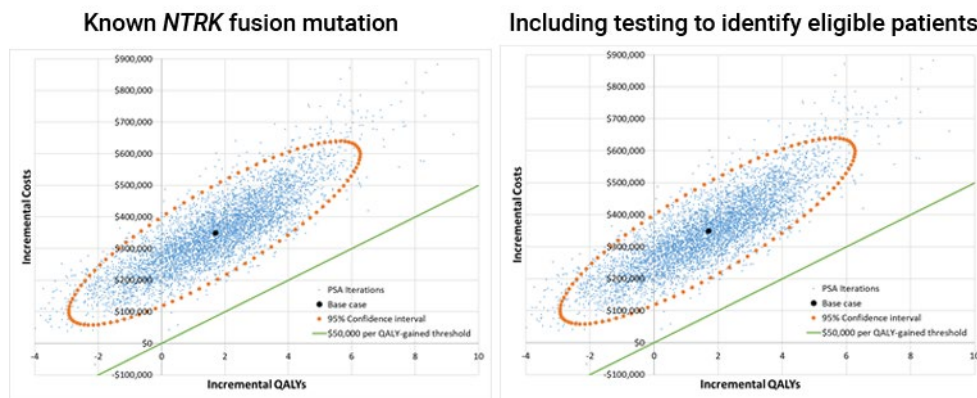 Known NTRK fusion mutation
$900,000
$800,000
$700,000
$600,000
$500,000
$400,000
$300,000
$200,000
$100,000
$0
-$100,000
-4
-2
0
2
4
6
8
10
Incremental Costs
Incremental QALYs
PSA Iterations
Base case
95% Confidence interval
$50,000 per QALY-gained threshold
Including testing to identify eligible patients
$900,000
$800,000
$700,000
$600,000
$500,000
$400,000
$300,000
$200,000
$100,000
$0
-$100,000
-4
-2
0
2
4
6
8
10
Incremental Costs
Incremental QALYs
PSA Iterations
Base case
95% Confidence interval
$50,000 per QALY-gained threshold